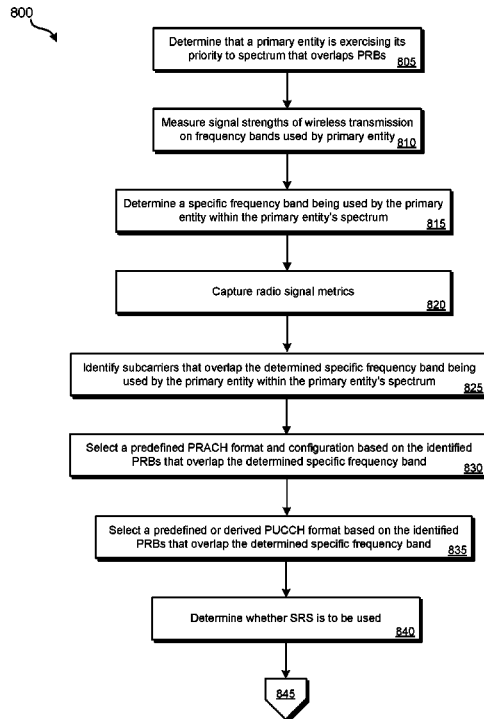 800
Determine that a primary entity is exercising its
priority to spectrum that overlaps PRBs
805
Measure signal strengths of wireless transmission
on frequency bands used by primary entity
810
Determine a specific frequency band being used by the primary
entity within the primary entity's spectrum
815
Capture radio signal metrics
820
Identify subcarriers that overlap the determined specific frequency band being
used by the primary entity within the primary entity's spectrum
825
Select a predefined PRACH format and configuration based on the identified
PRBs that overlap the determined specific frequency band
830
Select a predefined or derived PUCCH format based on the identified
PRBs that overlap the determined specific frequency band
835
Determine whether SRS is to be used
840
845